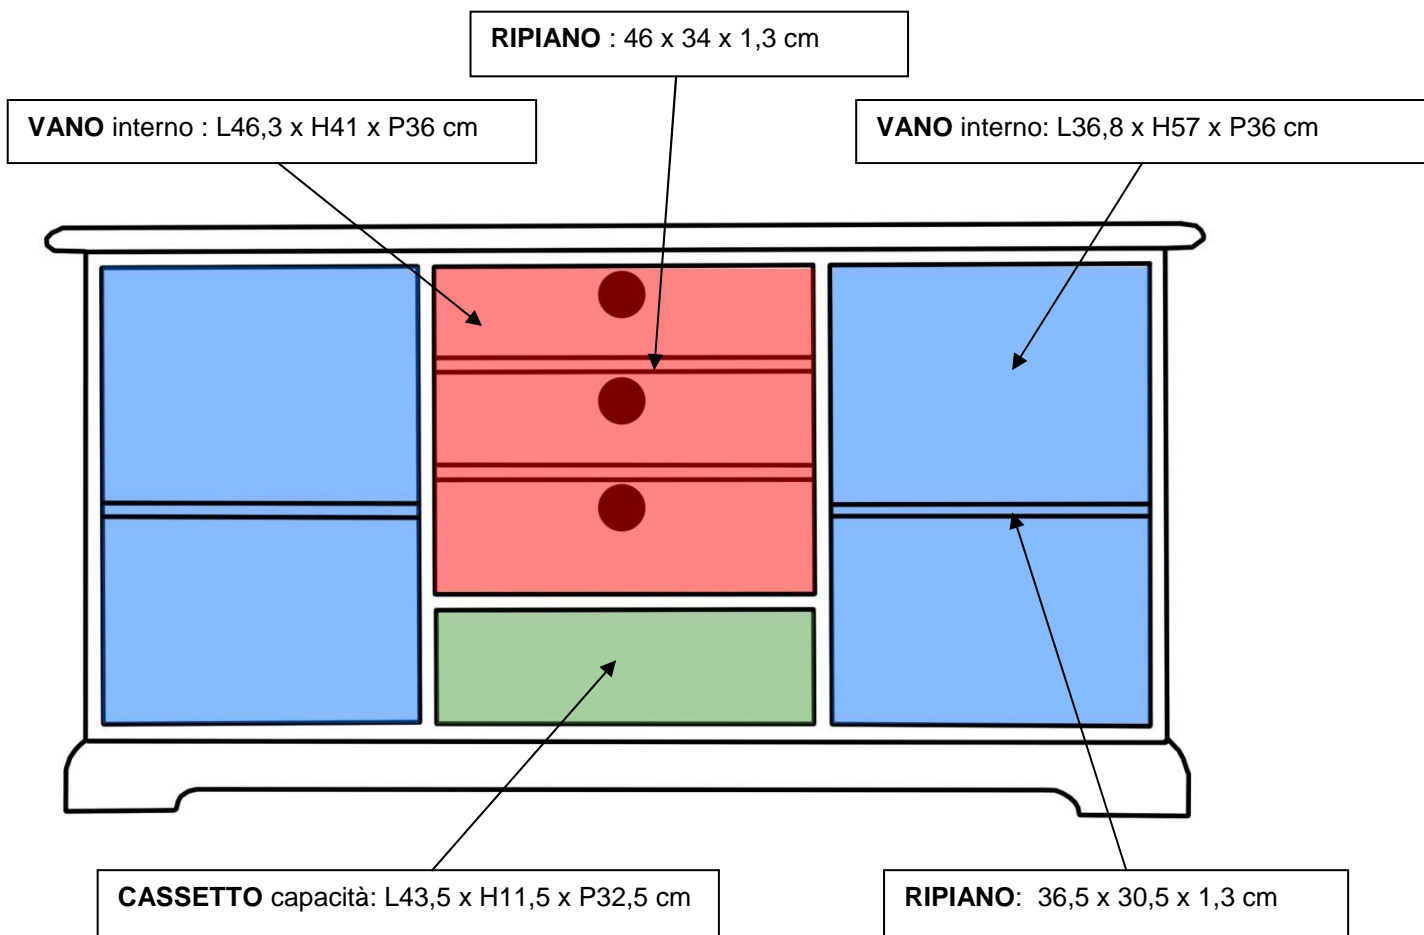 RIPIANO : 46 x 34 x 1,3 cm
VANO interno : L46,3 x H41 x P36 cm
VANO interno: L36,8 x H57 x P36 cm
CASSETTO capacità: L43,5 x H11,5 x P32,5 cm
RIPIANO: 36,5 x 30,5 x 1,3 cm